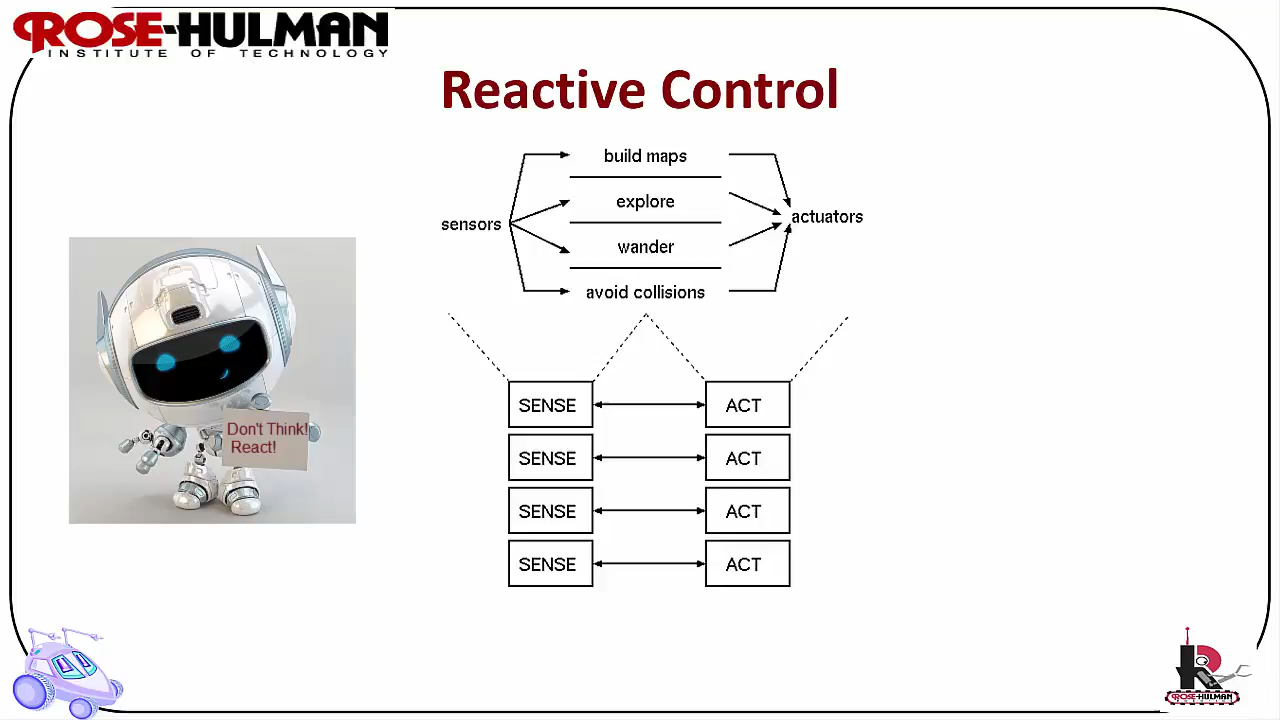 ROSE-HULMAN
INSTITUTE OF TECHNOLOGY
Reactive Control
build maps
explore
sensors
actuators
wander
avoid collisions
Don't Think!
React!
SENSE
ACT
SENSE
ACT
SENSE
ACT
SENSE
ACT
R
ROSE-HULMAN